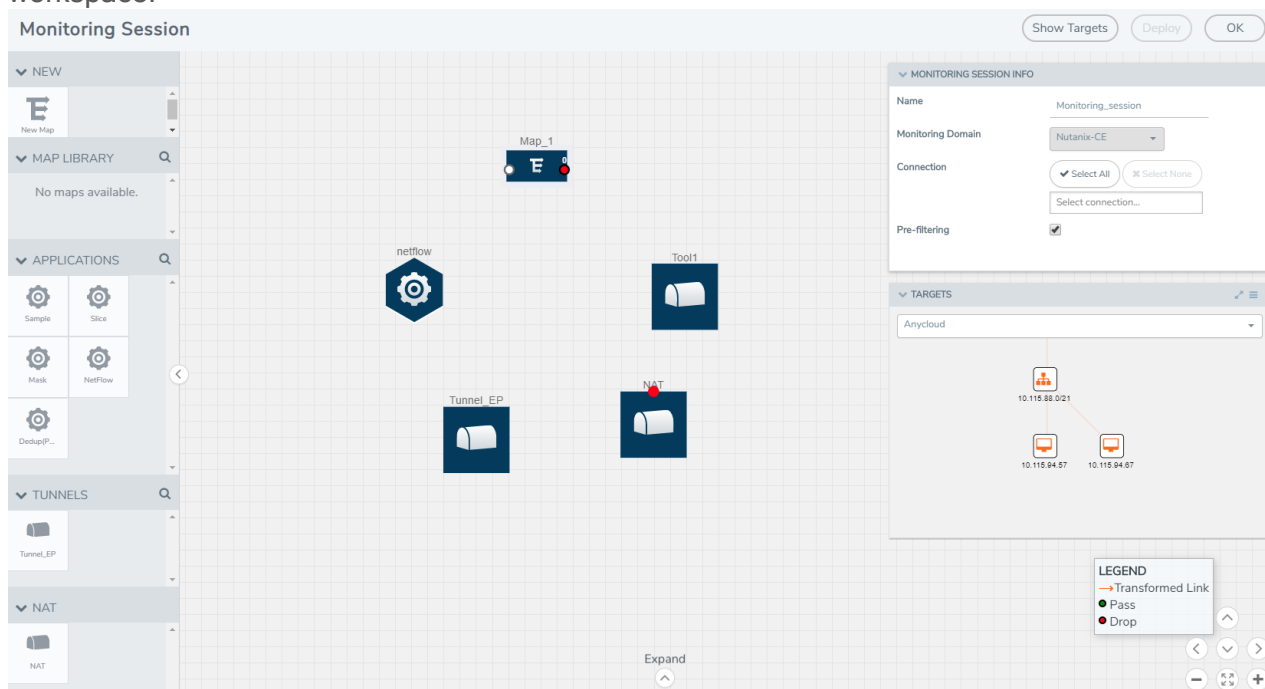 workspace.
Monitoring Session
Show Targets
Deploy
OK
NEW
New Map
MAP LIBRARY
No maps available.
APPLICATIONS
Sample
Slice
Mask
NetFlow
Dedup(P...
TUNNELS
Tunnel_EP
NAT
NAT
Map_1
0
netflow
Tool1
Tunnel_EP
NAT
Expand
MONITORING SESSION INFO
Name
Monitoring_session
Monitoring Domain
Nutanix-CE
Connection
Select All
Select None
Select connection...
Pre-filtering
TARGETS
Anycloud
10.115.88.0/21
10.115.94.57
10.115.94.67
LEGEND
Transformed Link
Pass
Drop